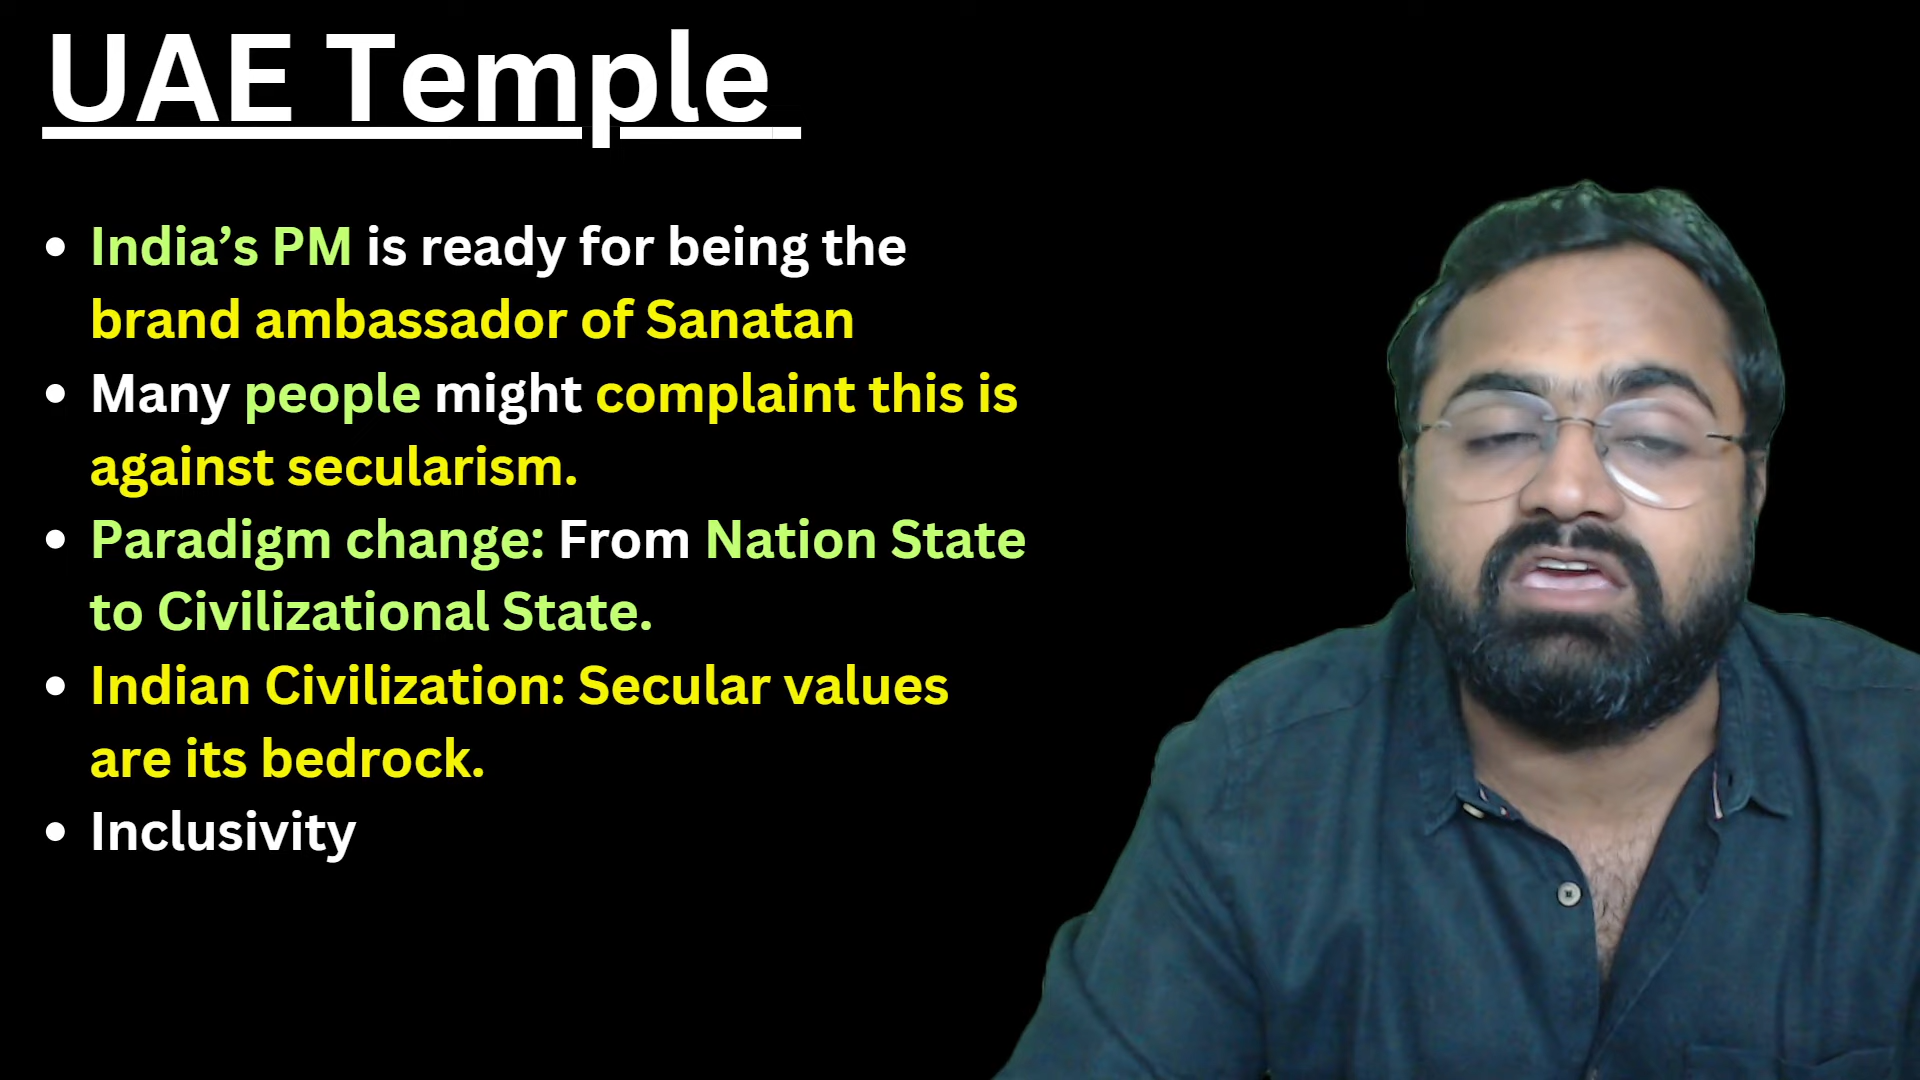 UAE Temple
• India’s PM is ready for being the
brand ambassador of Sanatan
• Many people might complaint this is
against secularism.
• Paradigm change: From Nation State
to Civilizational State.
• Indian Civilization: Secular values
are its bedrock.
• Inclusivity